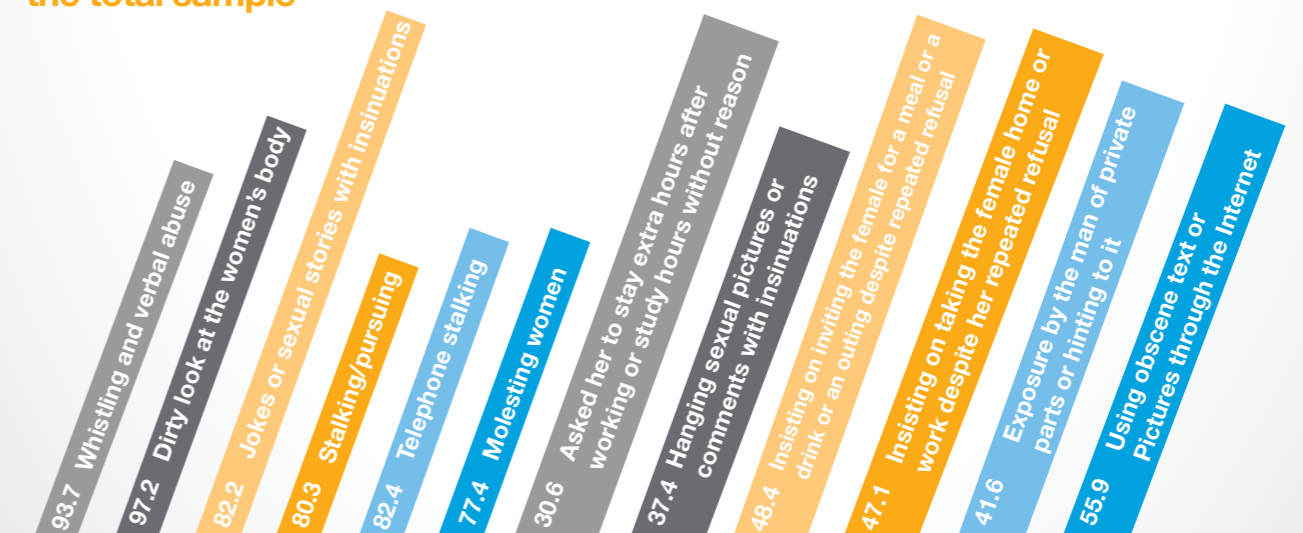 the total sample
93.7 Whistling and verbal abuse
97.2 Dirty look at the women's body
82.2 Jokes or sexual stories with insinuations
80.3 Stalking/pursuing
82.4 Telephone stalking
77.4 Molesting women
30.6 Asked her to stay extra hours after
working or study hours without reason
37.4 Hanging sexual pictures or
comments with insinuations
48.4 Insisting on inviting the female for a meal or a
drink or an outing despite repeated refusal
47.1 Insisting on taking the female home or
work despite her repeated refusal
41.6 Exposure by the man of private
parts or hinting to it
55.9 Using obscene text or
Pictures through the Internet